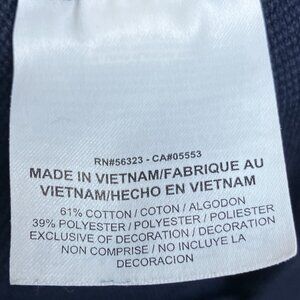 RN#56323 - CA#05553
MADE IN VIETNAM/FABRIQUE AU
VIETNAM/HECHO EN VIETNAM
61% COTTON / COTON / ALGODON
39% POLYESTER / POLYESTER / POLIESTER
EXCLUSIVE OF DECORATION / DECORATION
NON COMPRISE / NO INCLUYE LA
DECORACION